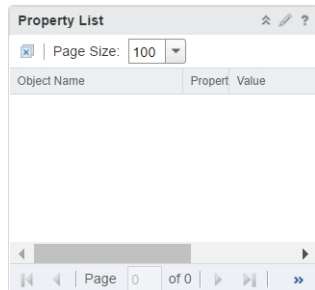 Property List ?
Page Size: 100
Object Name Propert Value
Page 0 of 0 »